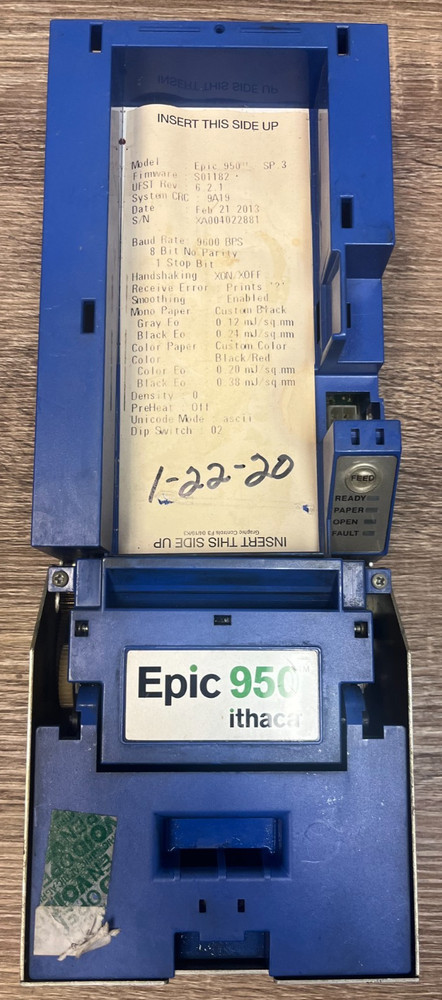 INSERT THIS SIDE UP
INSERT THIS SIDE UP
Model Epic 950™ SP 3
Firmware S01182
UFST Rev 6.2.1
System CRC 9A19
Date Feb 21 2013
S/N XA004022881
Baud Rate: 9600 BPS
8 Bit No Parity
1 Stop Bit
Handshaking XON/XOFF
Receive Error Prints '?'
Smoothing Enabled
Mono Paper Custom Black
Gray Eo 0.12 mJ/sq.mm
Black Eo 0.24 mJ/sq.mm
Color Paper Custom Color
Color Black/Red
Color Eo 0.20 mJ/sq.mm
Black Eo 0.38 mJ/sq.mm
Density 0
PreHeat Off
Unicode Mode ascii
Dip Switch 02
1-22-20
INSERT THIS SIDE UP
FEED
READY
PAPER
OPEN
FAULT
Epic 950™
ithaca